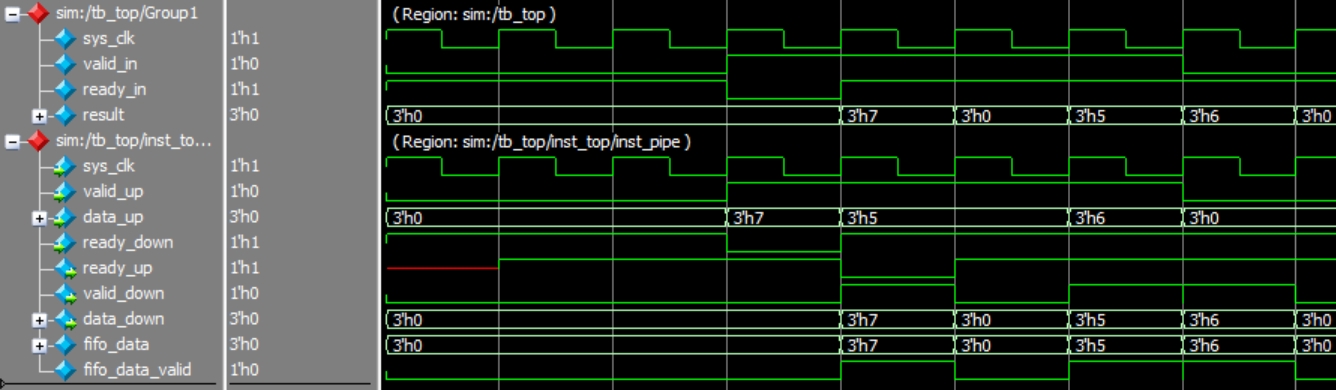 sim:/tb_top/Group1 (Region: sim:/tb_top )
sys_clk 1'h1
valid_in 1'h0
ready_in 1'h1
result 3'h0 3'h0 3'h7 3'h0 3'h5 3'h6 3'h0
sim:/tb_top/inst_to... (Region: sim:/tb_top/inst_top/inst_pipe )
sys_clk 1'h1
valid_up 1'h0
data_up 3'h0 3'h0 3'h7 3'h5 3'h6 3'h0
ready_down 1'h1
ready_up 1'h1
valid_down 1'h0
data_down 3'h0 3'h0 3'h7 3'h0 3'h5 3'h6 3'h0
fifo_data 3'h0 3'h0 3'h7 3'h0 3'h5 3'h6 3'h0
fifo_data_valid 1'h0